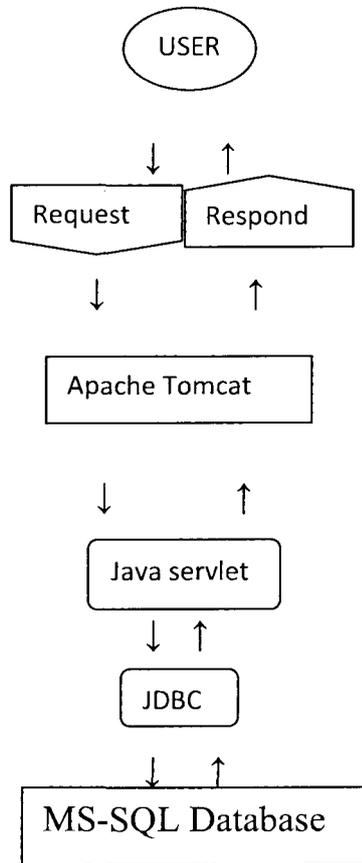 USER
Request
Respond
Apache Tomcat
Java servlet
JDBC
MS-SQL Database